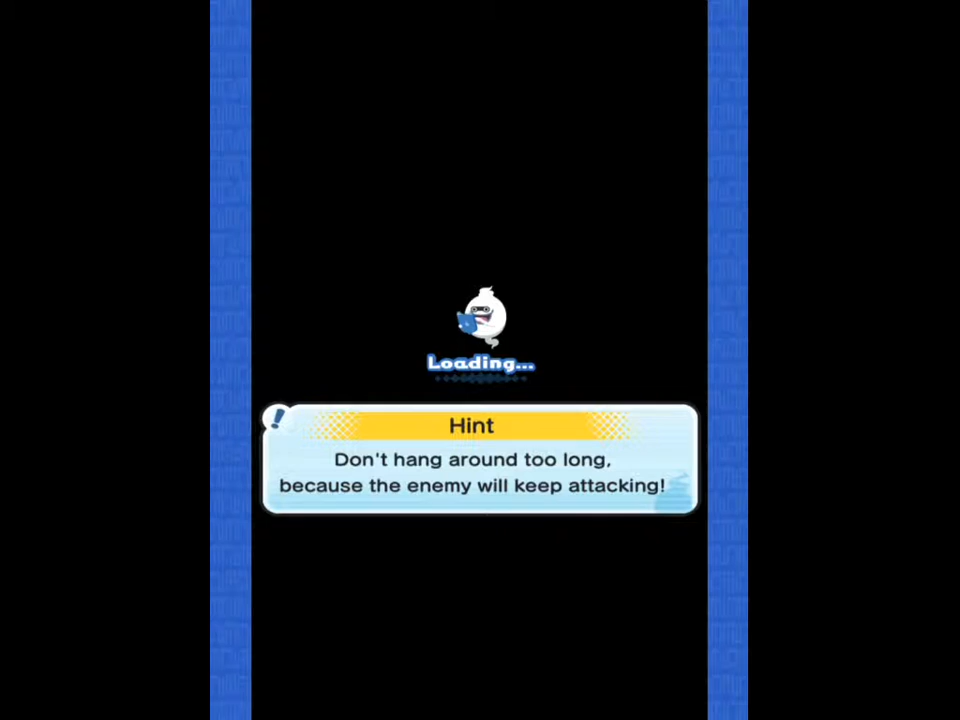 Loading...
Hint
Don't hang around too long,
because the enemy will keep attacking!